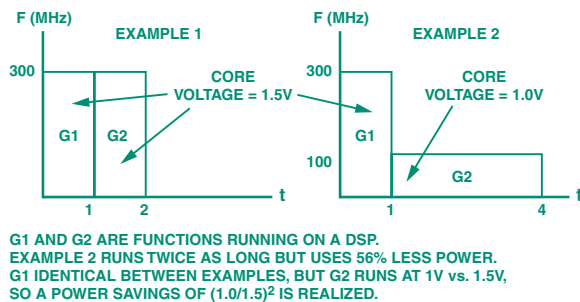 F (MHz)
EXAMPLE 1
300
G1
G2
1
2
t
CORE
VOLTAGE = 1.5V
F (MHz)
EXAMPLE 2
300
100
G1
G2
CORE
VOLTAGE = 1.0V
1
4
t
G1 AND G2 ARE FUNCTIONS RUNNING ON A DSP.
EXAMPLE 2 RUNS TWICE AS LONG BUT USES 56% LESS POWER.
G1 IDENTICAL BETWEEN EXAMPLES, BUT G2 RUNS AT 1V vs. 1.5V,
SO A POWER SAVINGS OF (1.0/1.5)² IS REALIZED.